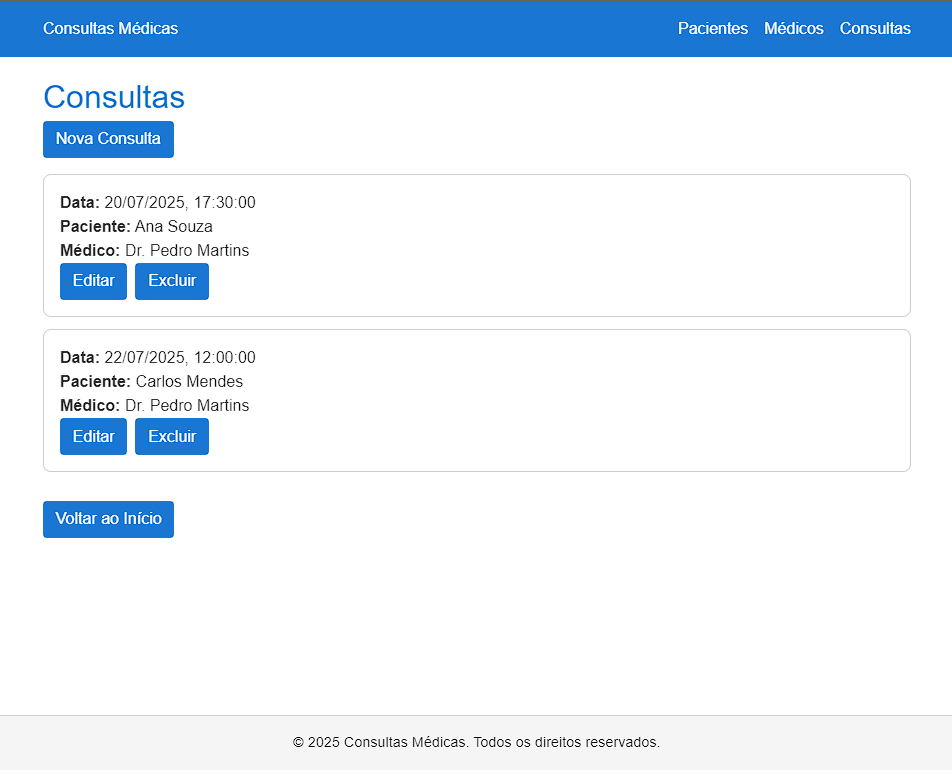 Consultas Médicas
Pacientes Médicos Consultas
Consultas
Nova Consulta
Data: 20/07/2025, 17:30:00
Paciente: Ana Souza
Médico: Dr. Pedro Martins
Editar Excluir
Data: 22/07/2025, 12:00:00
Paciente: Carlos Mendes
Médico: Dr. Pedro Martins
Editar Excluir
Voltar ao Início
© 2025 Consultas Médicas. Todos os direitos reservados.